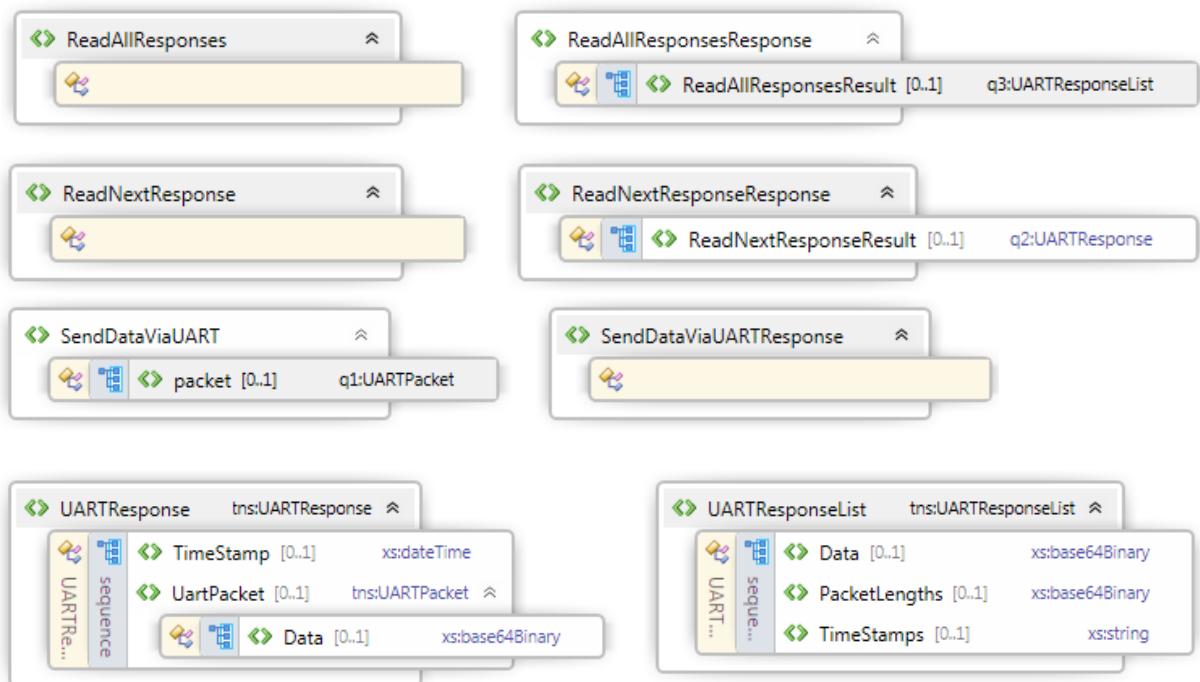 ReadAllResponses
ReadAllResponsesResponse
ReadAllResponsesResult [0..1] q3:UARTResponseList
ReadNextResponse
ReadNextResponseResponse
ReadNextResponseResult [0..1] q2:UARTResponse
SendDataViaUART
packet [0..1] q1:UARTPacket
SendDataViaUARTResponse
UARTResponse tns:UARTResponse
UARTRe...
sequence
TimeStamp [0..1] xs:dateTime
UartPacket [0..1] tns:UARTPacket
Data [0..1] xs:base64Binary
UARTResponseList tns:UARTResponseList
UART...
seque...
Data [0..1] xs:base64Binary
PacketLengths [0..1] xs:base64Binary
TimeStamps [0..1] xs:string